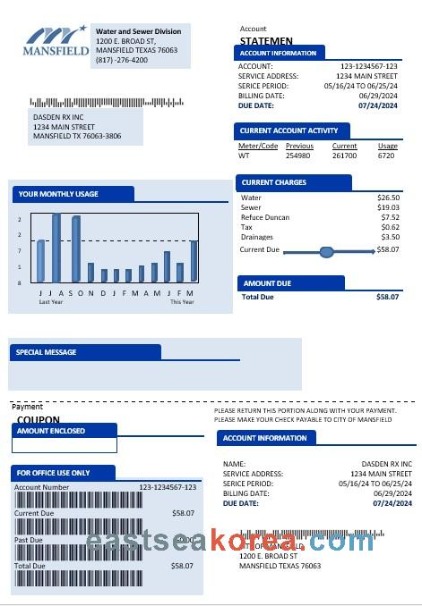 MANSFIELD
Water and Sewer Division
1200 E. BROAD ST,
MANSFIELD TEXAS 76063
(817) -276-4200
DASDEN RX INC
1234 MAIN STREET
MANSFIELD TX 76063-3806
Account
STATEMEN
ACCOUNT INFORMATION
ACCOUNT: 123-1234567-123
SERVICE ADDRESS: 1234 MAIN STREET
SERICE PERIOD: 05/16/24 TO 06/25/24
BILLING DATE: 06/29/2024
DUE DATE: 07/24/2024
CURRENT ACCOUNT ACTIVITY
Meter/Code Previous Current Usage
WT 254980 261700 6720
YOUR MONTHLY USAGE
2
2
7
1
8
J J A S O N D J F M A M J J F M
Last Year This Year
CURRENT CHARGES
Water $26.50
Sewer $19.03
Refuce Duncan $7.52
Tax $0.62
Drainages $3.50
Current Due $58.07
AMOUNT DUE
Total Due $58.07
SPECIAL MESSAGE
Payment
COUPON
PLEASE RETURN THIS PORTION ALONG WITH YOUR PAYMENT.
PLEASE MAKE YOUR CHECK PAYABLE TO CITY OF MANSFIELD
AMOUNT ENCLOSED
FOR OFFICE USE ONLY
Account Number 123-1234567-123
Current Due $58.07
Past Due
Total Due $58.07
ACCOUNT INFORMATION
NAME: DASDEN RX INC
SERVICE ADDRESS: 1234 MAIN STREET
SERICE PERIOD: 05/16/24 TO 06/25/24
BILLING DATE: 06/29/2024
DUE DATE: 07/24/2024
eastseakorea.com
1200 E. BROAD ST.
MANSFIELD TEXAS 76063